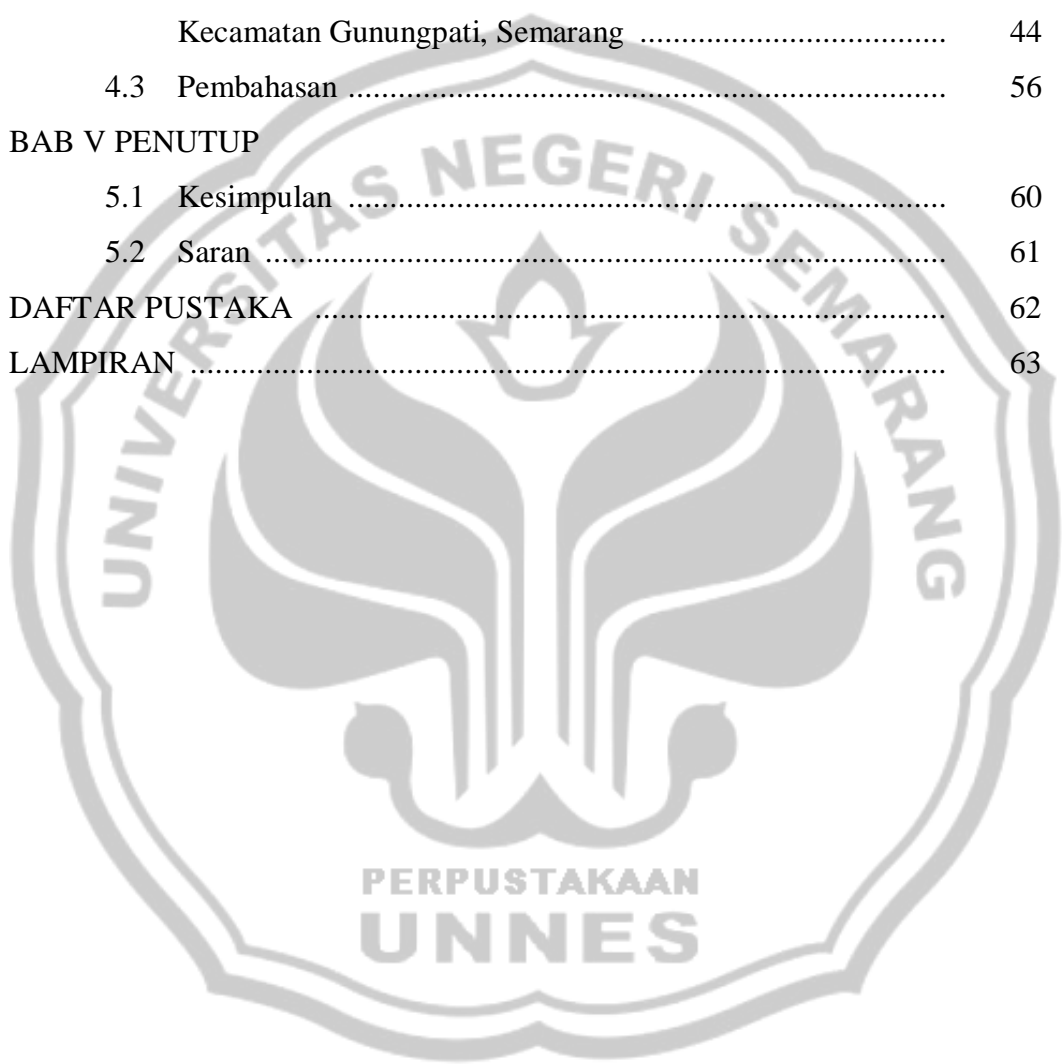 Kecamatan Gunungpati, Semarang .................................. 44
4.3 Pembahasan ......................................................................... 56
BAB V PENUTUP
5.1 Kesimpulan ......................................................................... 60
5.2 Saran ................................................................................... 61
DAFTAR PUSTAKA ............................................................................. 62
LAMPIRAN ............................................................................................ 63
UNIVERSITAS NEGERI SEMARANG
PERPUSTAKAAN
UNNES